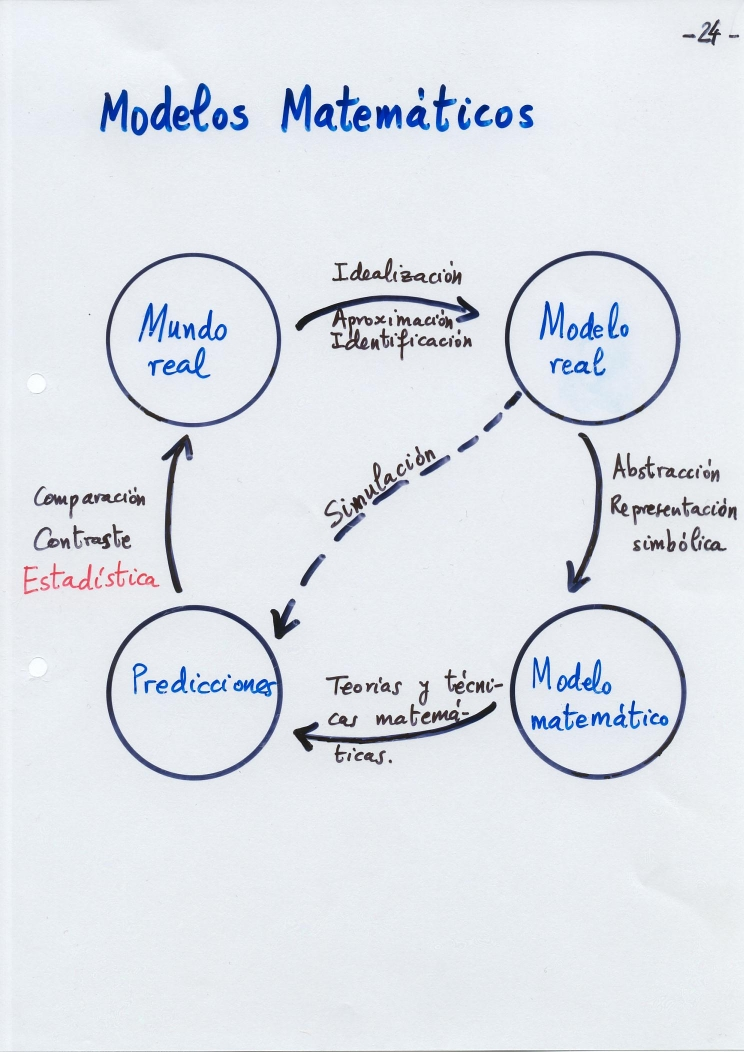 -24-
Modelos Matemáticos
Mundo
real
Idealización
Aproximación
Identificación
Modelo
real
Simulación
Abstracción
Representación
simbólica
Comparación
Contraste
Estadística
Predicciones
Teorías y técni-
cas matemá-
ticas.
Modelo
matemático